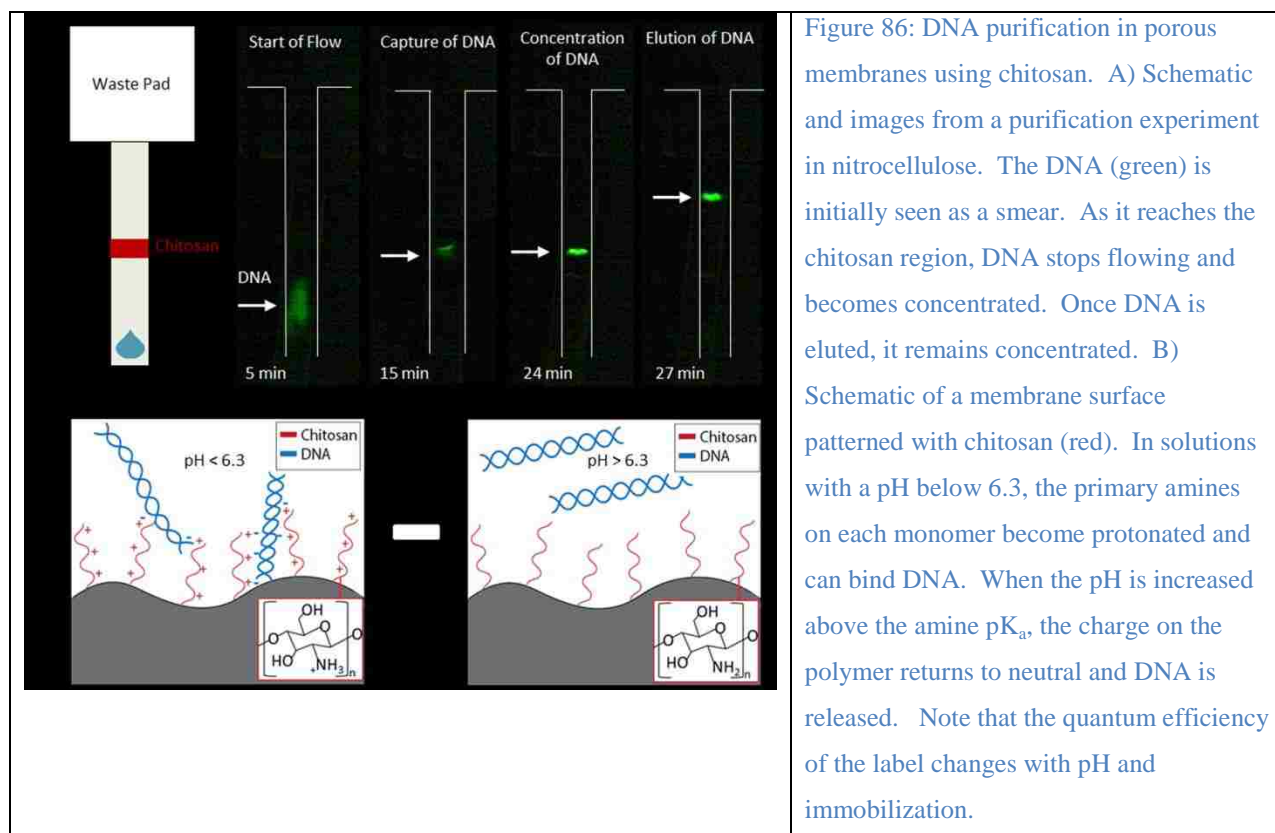 Waste Pad
Chitosan
Start of Flow
DNA
5 min
Capture of DNA
15 min
Concentration
of DNA
24 min
Elution of DNA
27 min
pH < 6.3
Chitosan
DNA
- - - - - -
+ + + + + + + + + + + +
OH
O
O
O
HO
+NH3
n
pH > 6.3
Chitosan
DNA
OH
O
O
O
HO
NH2
n
Figure 86: DNA purification in porous
membranes using chitosan. A) Schematic
and images from a purification experiment
in nitrocellulose. The DNA (green) is
initially seen as a smear. As it reaches the
chitosan region, DNA stops flowing and
becomes concentrated. Once DNA is
eluted, it remains concentrated. B)
Schematic of a membrane surface
patterned with chitosan (red). In solutions
with a pH below 6.3, the primary amines
on each monomer become protonated and
can bind DNA. When the pH is increased
above the amine pKa, the charge on the
polymer returns to neutral and DNA is
released. Note that the quantum efficiency
of the label changes with pH and
immobilization.